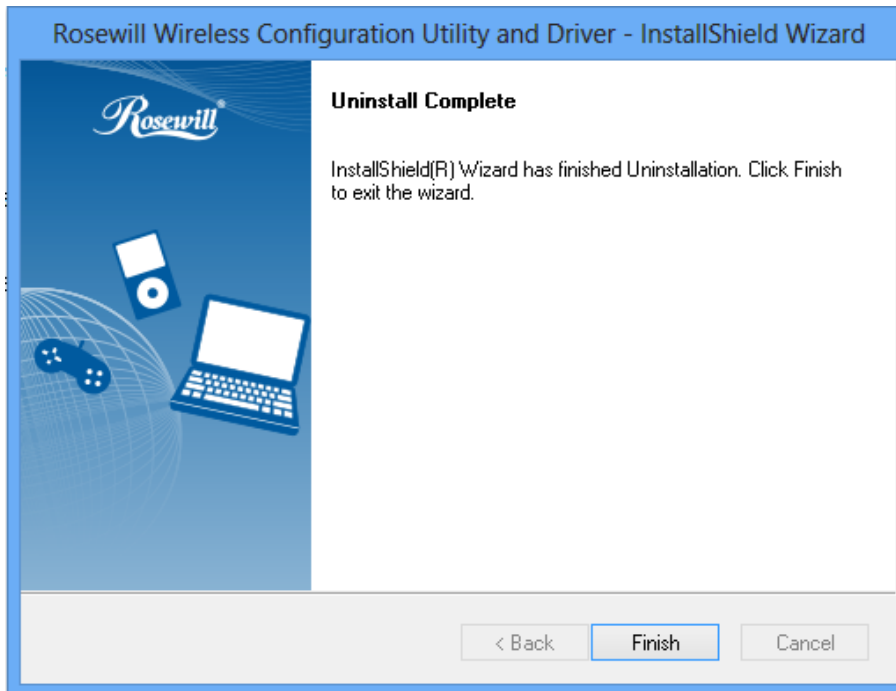 Rosewill Wireless Configuration Utility and Driver - InstallShield Wizard
Rosewill®
Uninstall Complete
InstallShield(R) Wizard has finished Uninstallation. Click Finish
to exit the wizard.
< Back Finish Cancel